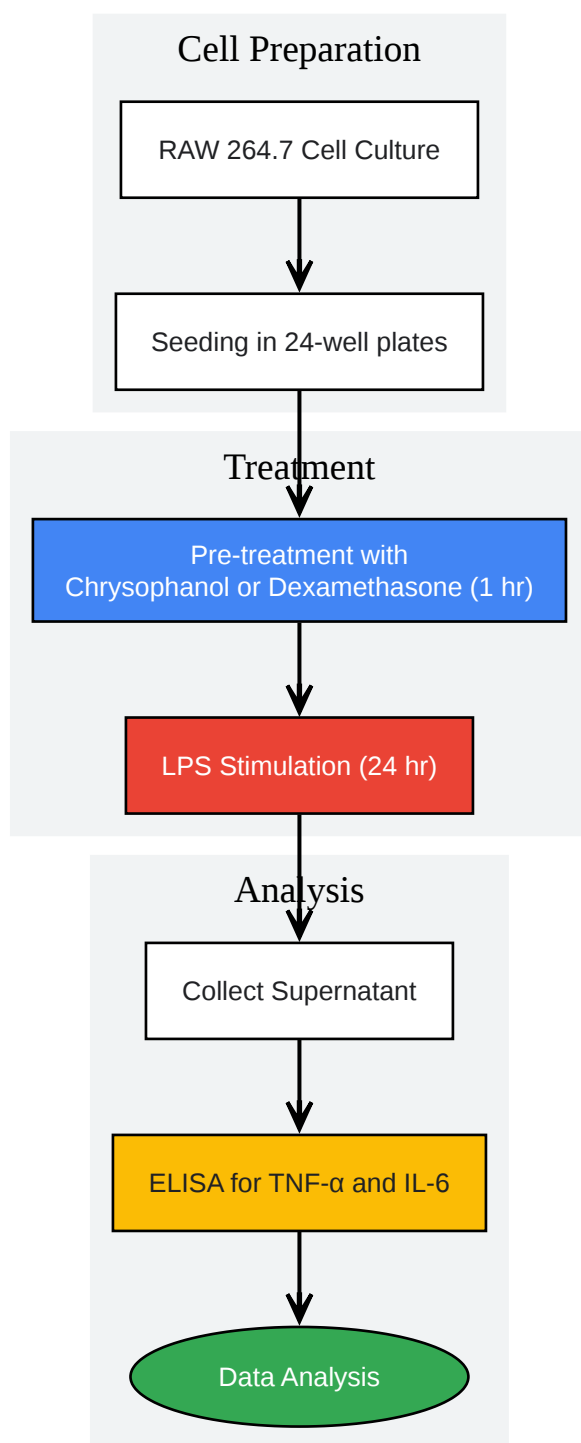 Cell Preparation
RAW 264.7 Cell Culture
Seeding in 24-well plates
Treatment
Pre-treatment with
Chrysophanol or Dexamethasone (1 hr)
LPS Stimulation (24 hr)
Analysis
Collect Supernatant
ELISA for TNF-α and IL-6
Data Analysis